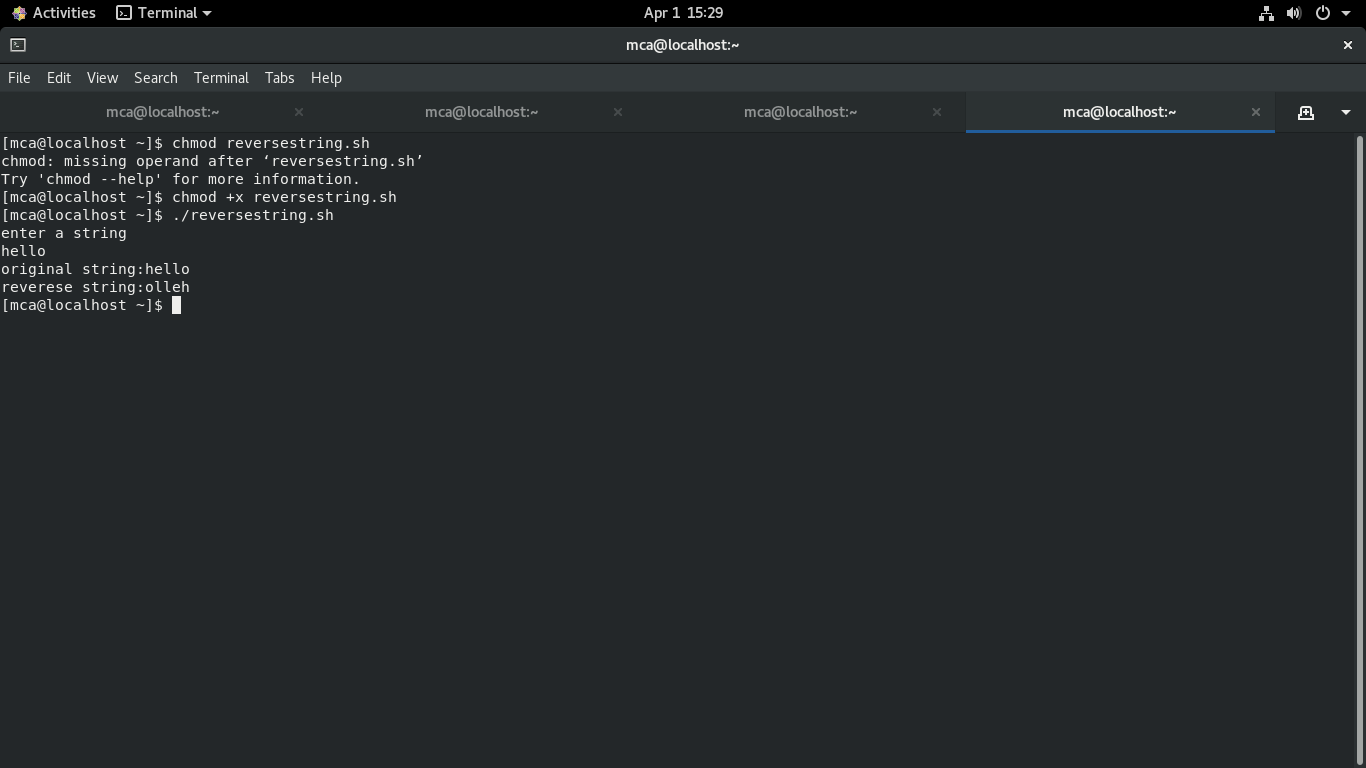 Activities Terminal Apr 1 15:29
mca@localhost:~
File Edit View Search Terminal Tabs Help
mca@localhost:~ mca@localhost:~ mca@localhost:~ mca@localhost:~
[mca@localhost ~]$ chmod reversestring.sh
chmod: missing operand after ‘reversestring.sh’
Try 'chmod --help' for more information.
[mca@localhost ~]$ chmod +x reversestring.sh
[mca@localhost ~]$ ./reversestring.sh
enter a string
hello
original string:hello
reverese string:olleh
[mca@localhost ~]$